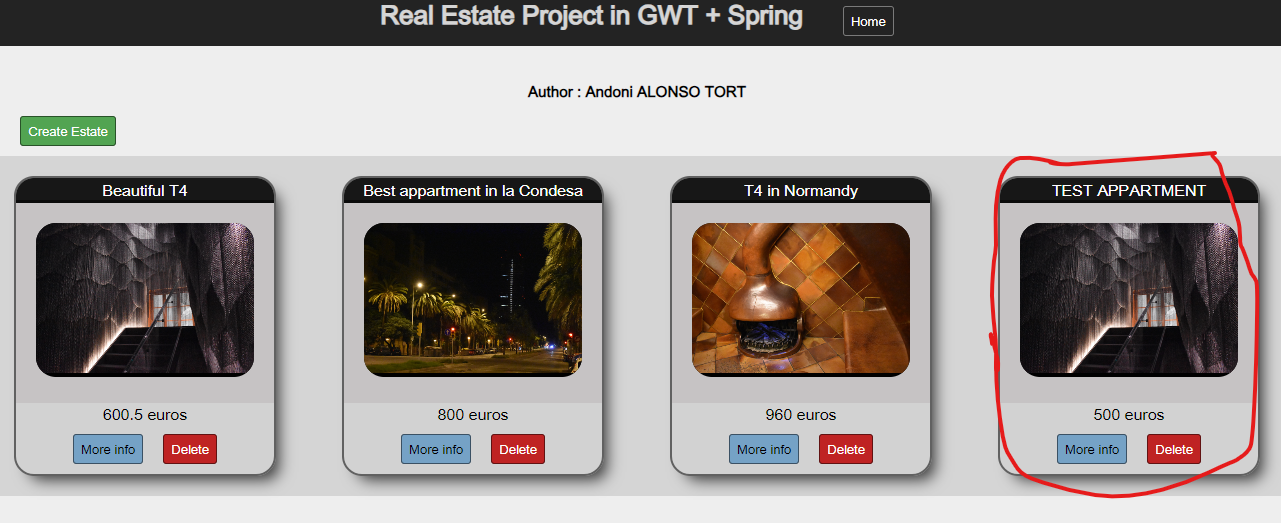 Real Estate Project in GWT + Spring Home
Author : Andoni ALONSO TORT
Create Estate
Beautiful T4
600.5 euros
More info Delete
Best appartment in la Condesa
800 euros
More info Delete
T4 in Normandy
960 euros
More info Delete
TEST APPARTMENT
500 euros
More info Delete